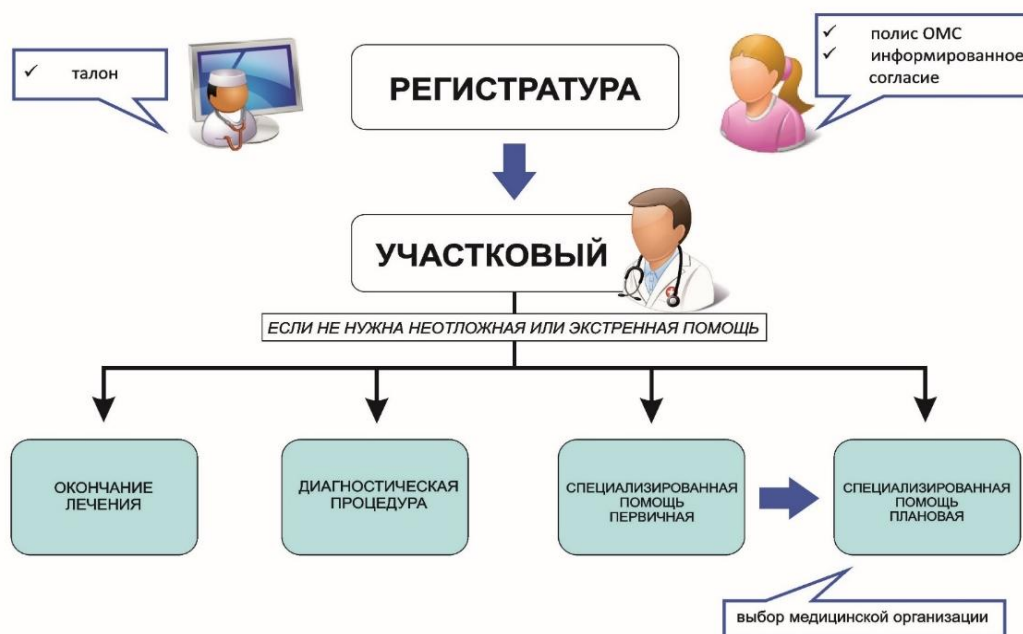 ✓ талон
РЕГИСТРАТУРА
✓ полис ОМС
✓ информированное
согласие
УЧАСТКОВЫЙ
ЕСЛИ НЕ НУЖНА НЕОТЛОЖНАЯ ИЛИ ЭКСТРЕННАЯ ПОМОЩЬ
ОКОНЧАНИЕ
ЛЕЧЕНИЯ
ДИАГНОСТИЧЕСКАЯ
ПРОЦЕДУРА
СПЕЦИАЛИЗИРОВАННАЯ
ПОМОЩЬ
ПЕРВИЧНАЯ
СПЕЦИАЛИЗИРОВАННАЯ
ПОМОЩЬ
ПЛАНОВАЯ
выбор медицинской организации